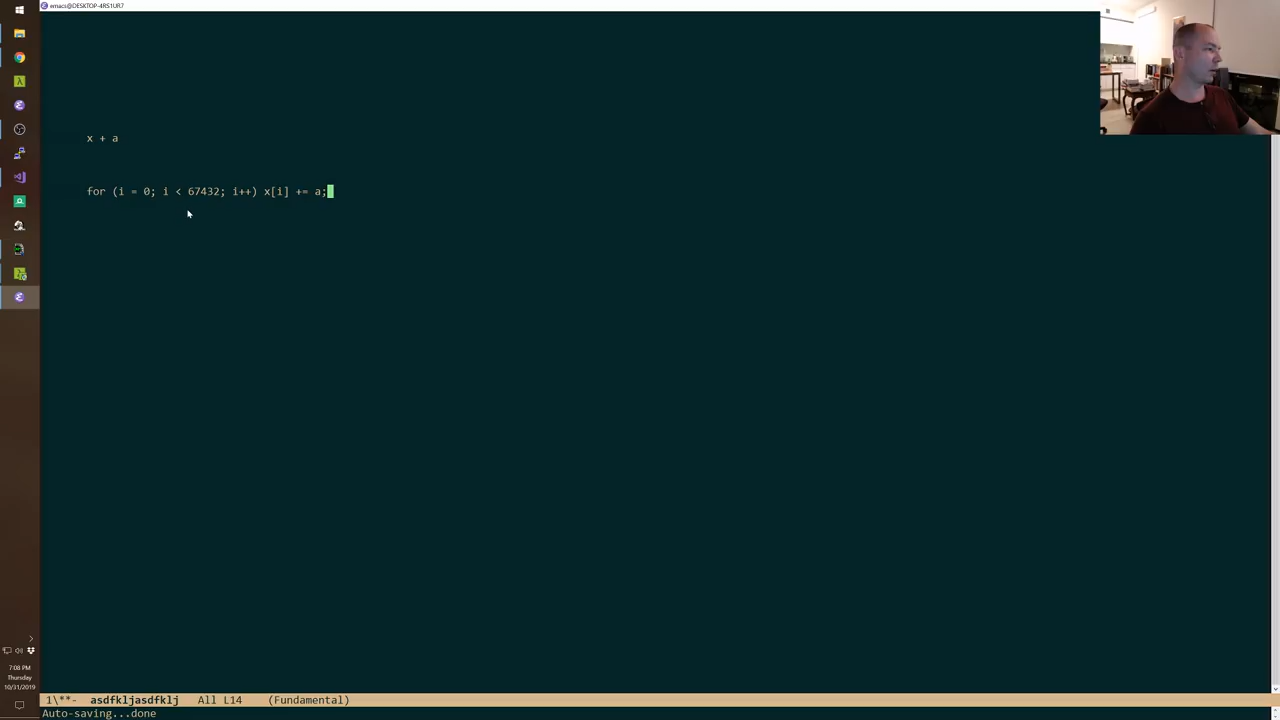 emacs@DESKTOP-4RS1UR7
x + a
for (i = 0; i < 67432; i++) x[i] += a;
7:08 PM
Thursday
10/31/2019
1\**- asdfkljasdfklj All L14 (Fundamental)
Auto-saving...done